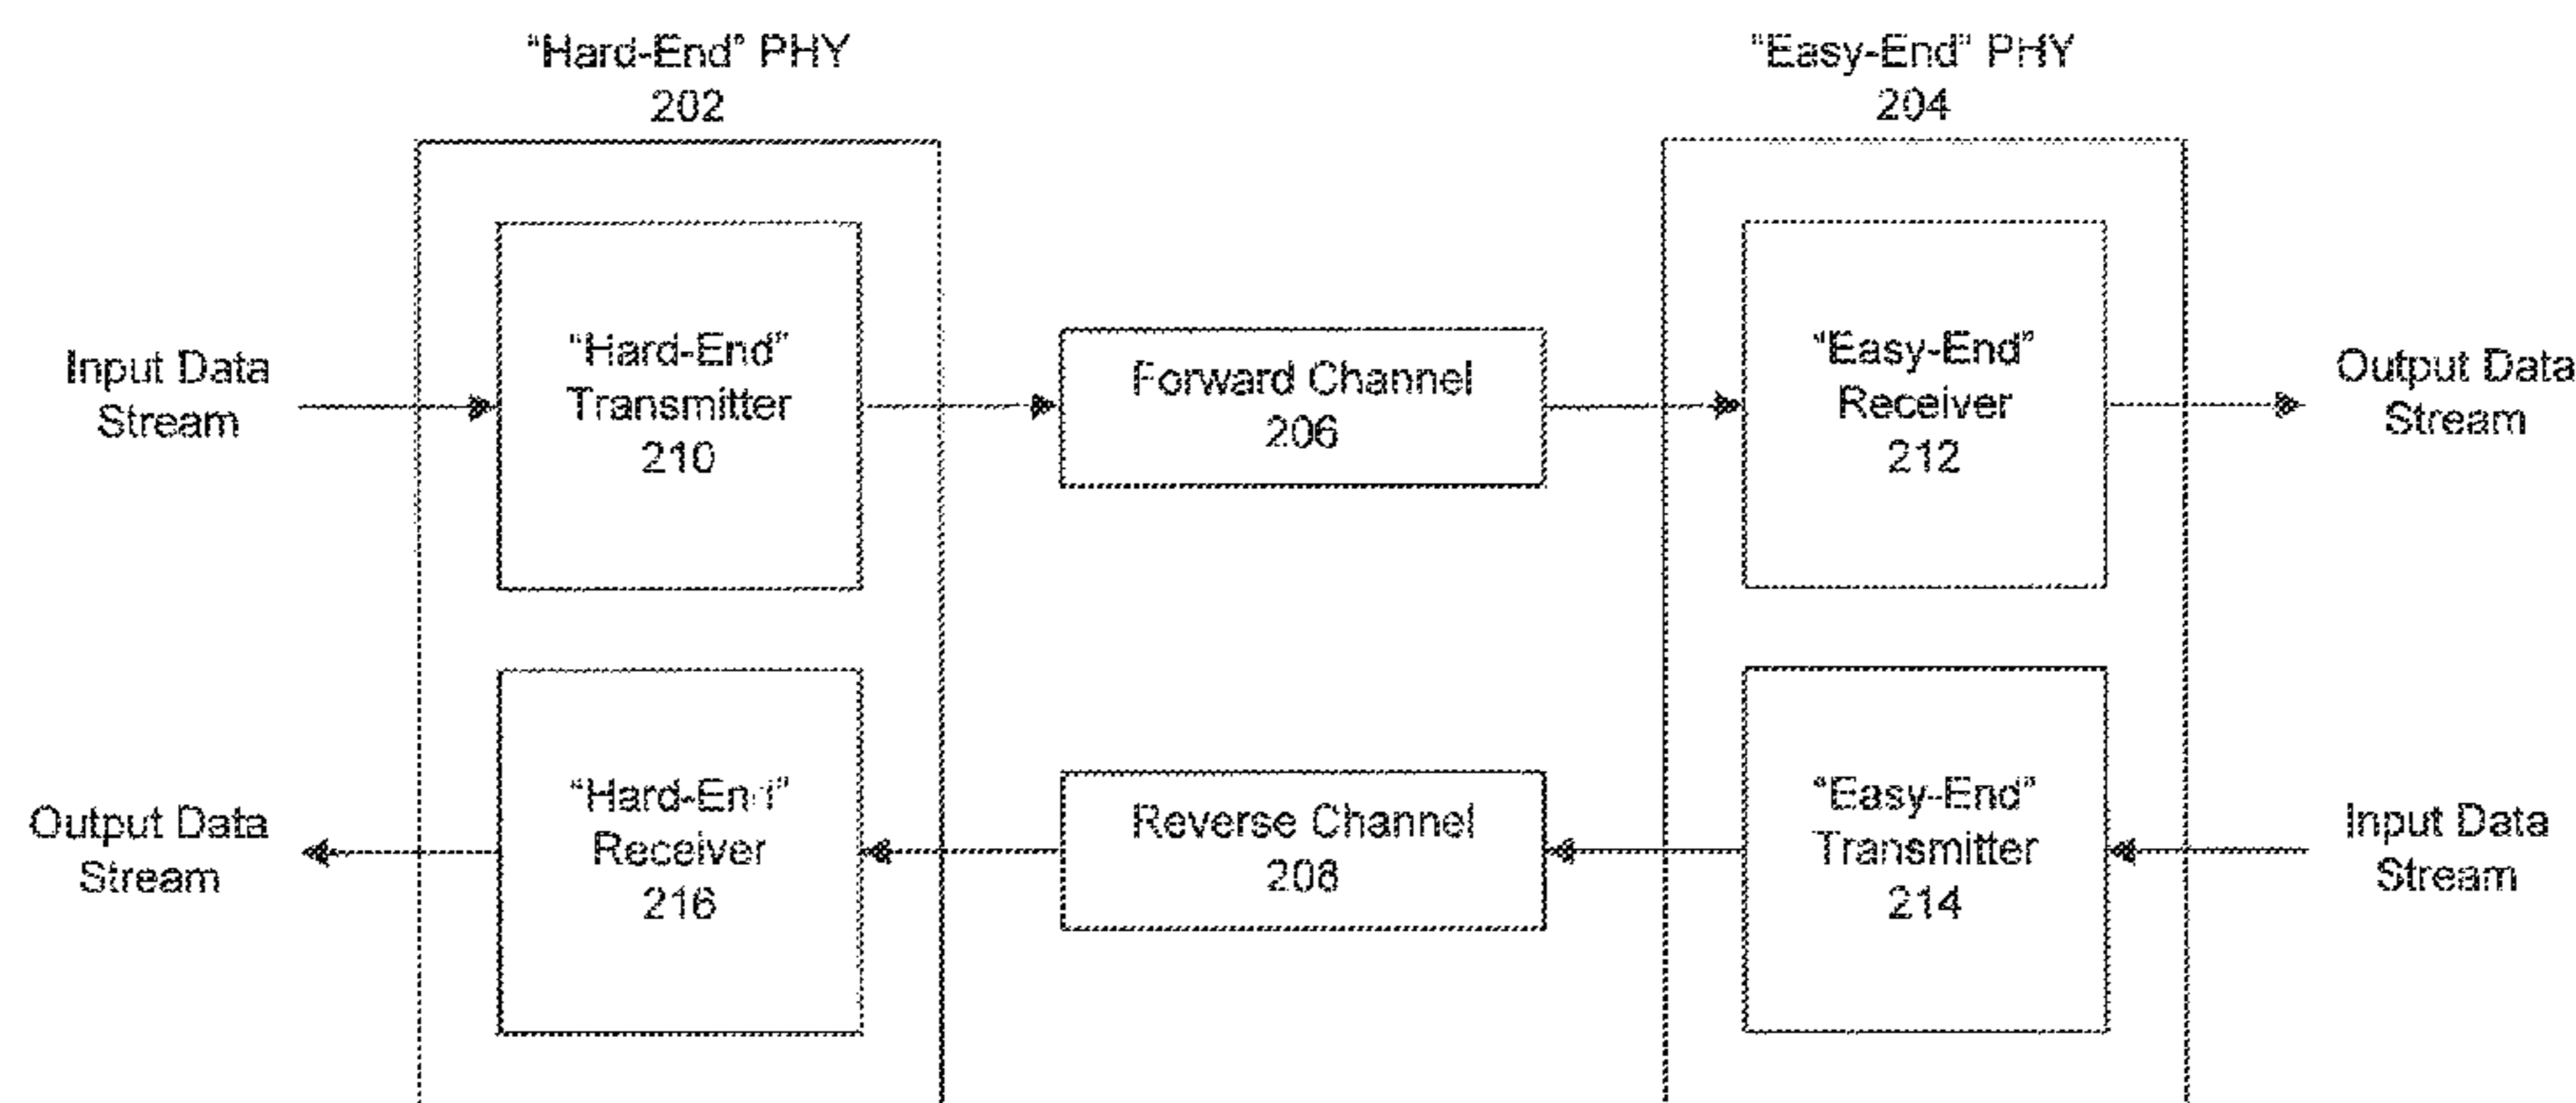 “Hard-End” PHY
202
“Easy-End” PHY
204
Input Data
Stream
“Hard-End”
Transmitter
210
Forward Channel
206
“Easy-End”
Receiver
212
Output Data
Stream
Output Data
Stream
“Hard-End”
Receiver
216
Reverse Channel
208
“Easy-End”
Transmitter
214
Input Data
Stream